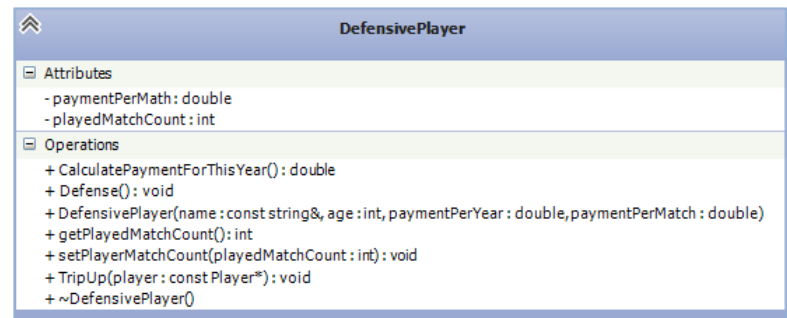 DefensivePlayer
Attributes
- paymentPerMath : double
- playedMatchCount : int
Operations
+ CalculatePaymentForThisYear() : double
+ Defense() : void
+ DefensivePlayer(name : const string&, age : int, paymentPerYear : double, paymentPerMatch : double)
+ getPlayedMatchCount() : int
+ setPlayerMatchCount(playedMatchCount : int) : void
+ TripUp(player : const Player*) : void
+ ~DefensivePlayer()